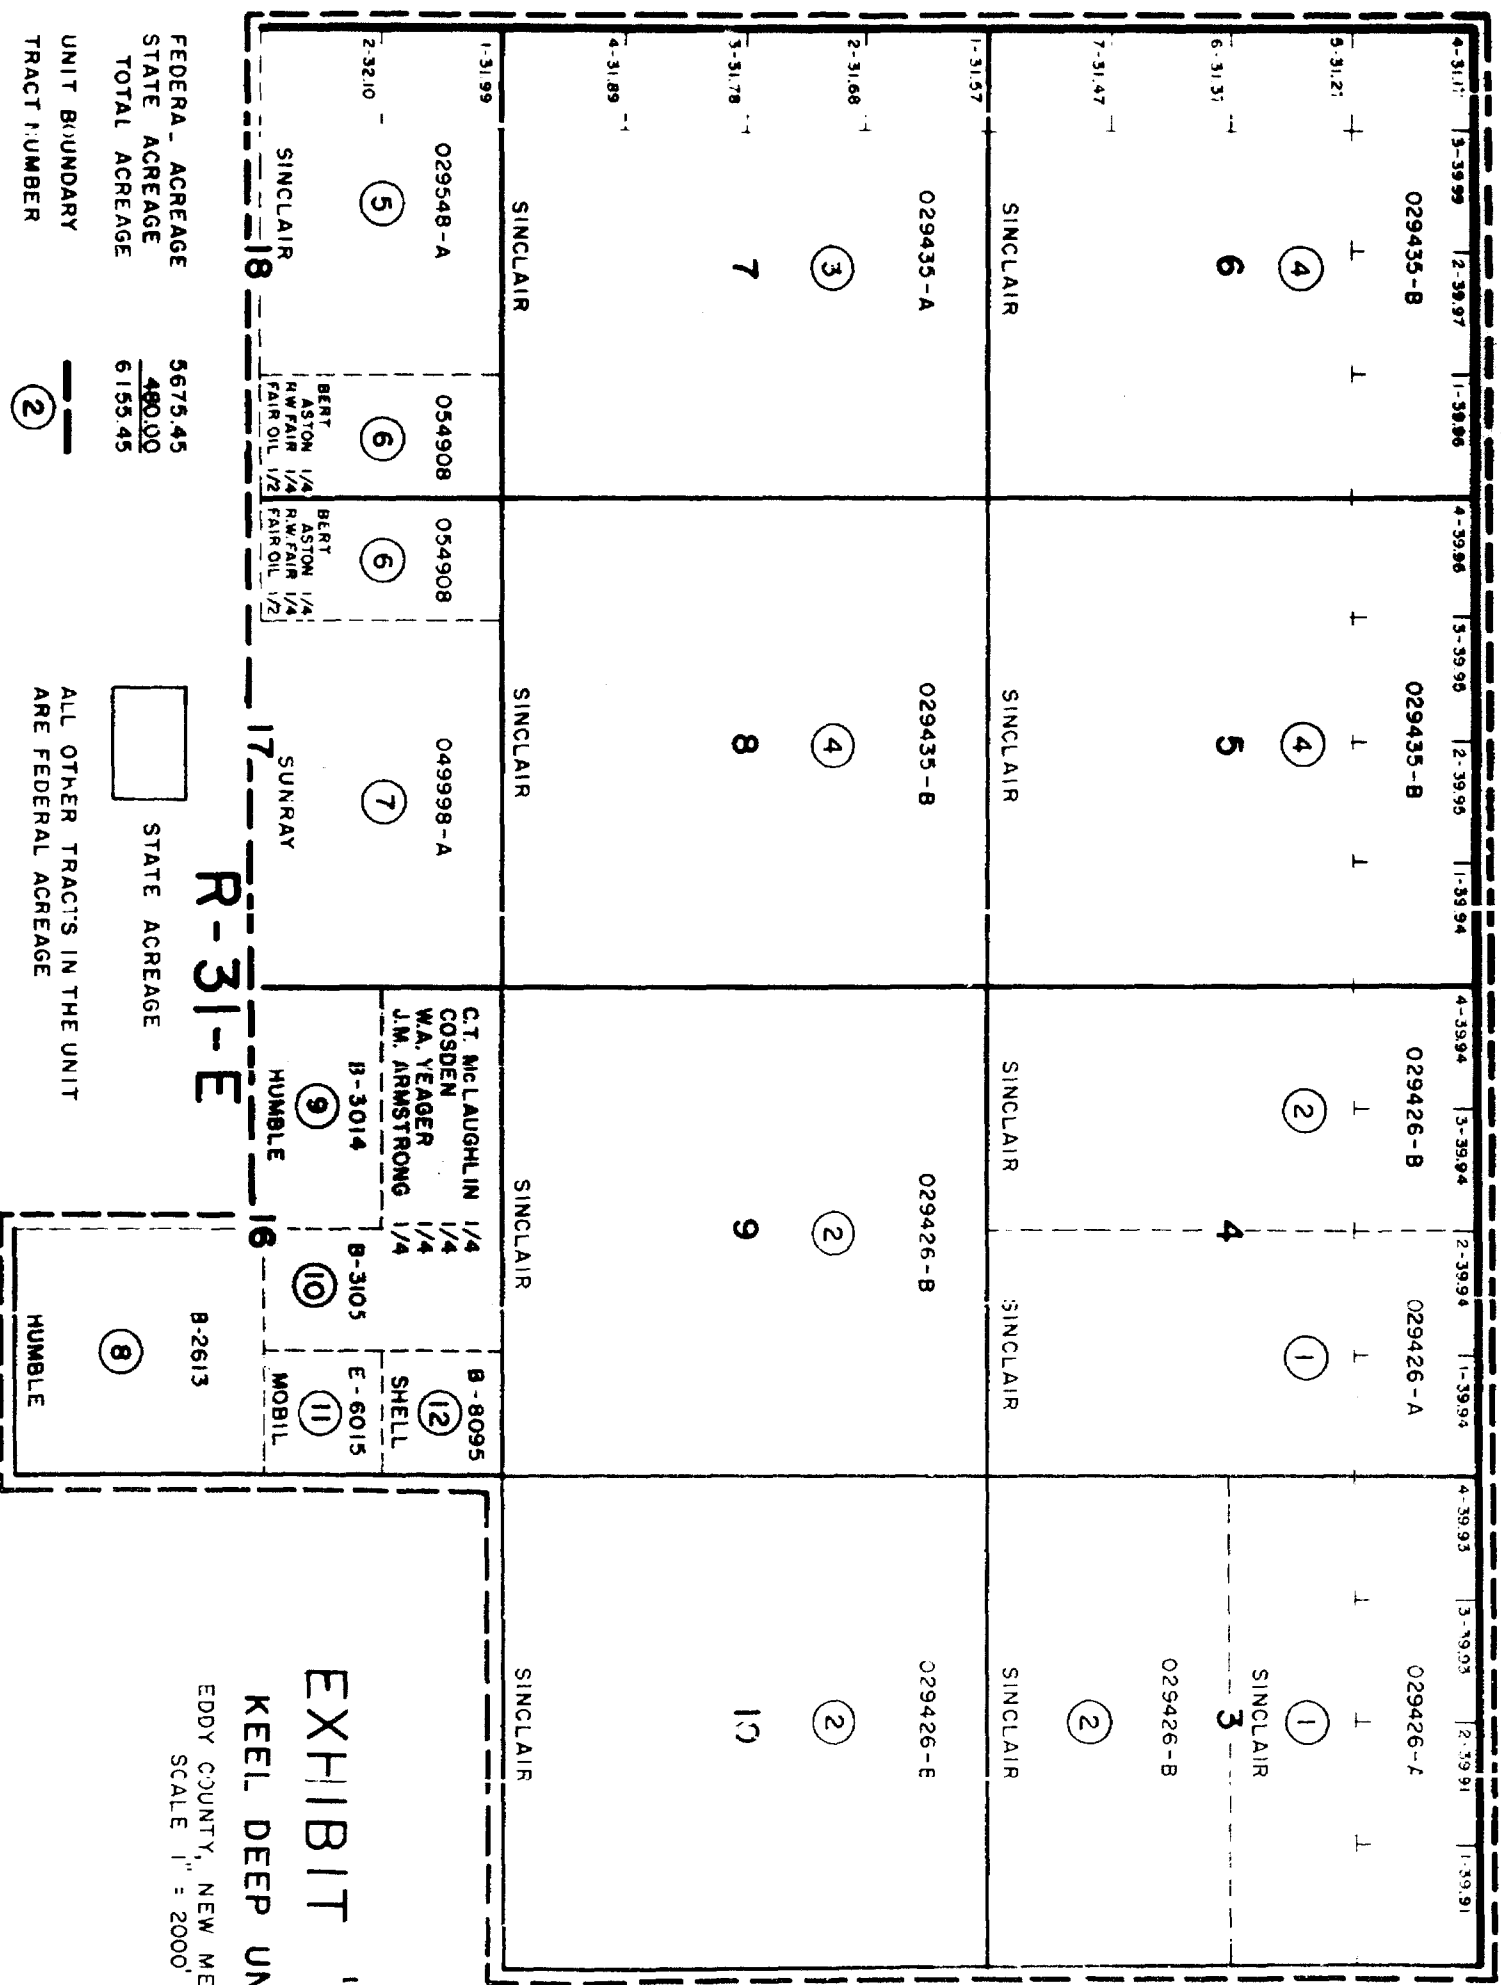 4-31.17 3-39.99 2-39.97 1-39.96
4-39.96 3-39.95 2-39.95 1-39.94
4-39.94 3-39.94 2-39.94 1-39.94
4-39.93 3-39.93 2-39.91 1-39.91
029435-B
029435-B
029426-B
029426-A
029426-A
5-31.27
4
4
2
1
1
SINCLAIR
6-31.37
6
5
4
3
7-31.47
029426-B
2
SINCLAIR
SINCLAIR
SINCLAIR
SINCLAIR
SINCLAIR
1-31.57
029435-A
029435-B
029426-B
029426-E
2-31.68
3
4
2
2
3-31.78
7
8
9
10
4-31.89
SINCLAIR
SINCLAIR
SINCLAIR
SINCLAIR
1-31.99
029548-A
054908
054908
049998-A
2-32.10
5
6
6
7
BERT
ASTON 1/4
R.W. FAIR 1/4
FAIR OIL 1/2
BERT
ASTON 1/4
R.W. FAIR 1/4
FAIR OIL 1/2
SINCLAIR
SUNRAY
C.T. McLAUGHLIN 1/4
COSDEN 1/4
W.A. YEAGER 1/4
J.M. ARMSTRONG 1/4
B-8095
12
SHELL
B-3014
9
HUMBLE
B-3105
10
E-6015
11
MOBIL
18
17
16
B-2613
8
HUMBLE
R-31-E
FEDERAL ACREAGE 5675.45
STATE ACREAGE 480.00
TOTAL ACREAGE 6155.45
UNIT BOUNDARY
TRACT NUMBER 2
STATE ACREAGE
ALL OTHER TRACTS IN THE UNIT
ARE FEDERAL ACREAGE
EXHIBIT
KEEL DEEP UN
EDDY COUNTY, NEW ME
SCALE 1" = 2000'